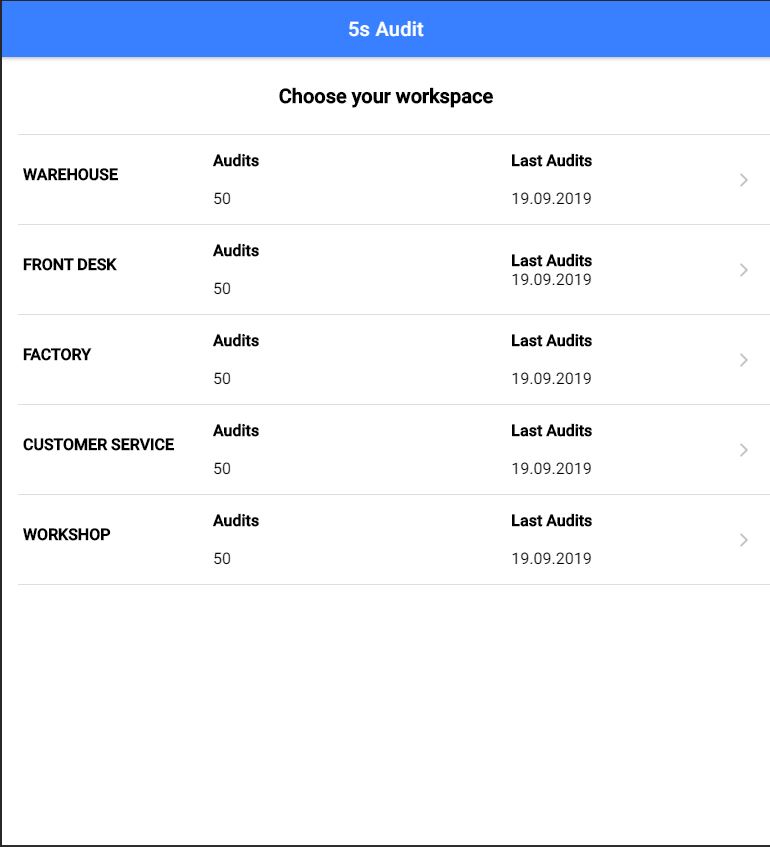 5s Audit
Choose your workspace
Audits Last Audits
WAREHOUSE
50 19.09.2019
Audits
Last Audits
FRONT DESK
19.09.2019
50
Audits Last Audits
FACTORY
50 19.09.2019
Audits Last Audits
CUSTOMER SERVICE
50 19.09.2019
Audits Last Audits
WORKSHOP
50 19.09.2019